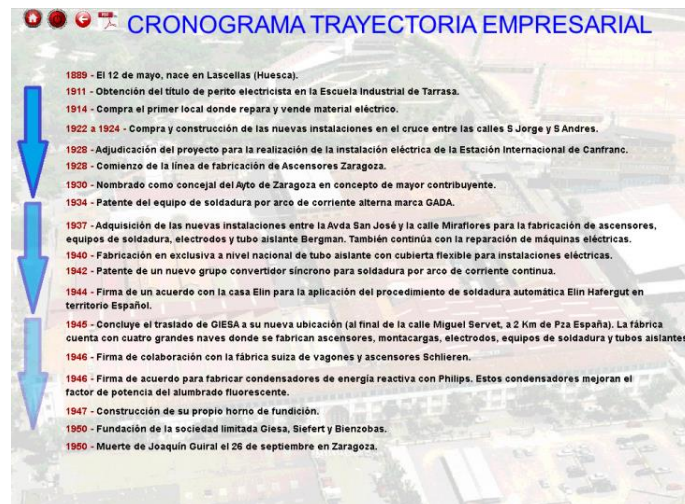 CRONOGRAMA TRAYECTORIA EMPRESARIAL
1889 - El 12 de mayo, nace en Lascellas (Huesca).
1911 - Obtención del título de perito electricista en la Escuela Industrial de Tarrasa.
1914 - Compra el primer local donde repara y vende material eléctrico.
1922 a 1924 - Compra y construcción de las nuevas instalaciones en el cruce entre las calles S Jorge y S Andres.
1928 - Adjudicación del proyecto para la realización de la instalación eléctrica de la Estación Internacional de Canfranc.
1928 - Comienzo de la línea de fabricación de Ascensores Zaragoza.
1930 - Nombrado como concejal del Ayto de Zaragoza en concepto de mayor contribuyente.
1934 - Patente del equipo de soldadura por arco de corriente alterna marca GADA.
1937 - Adquisición de las nuevas instalaciones entre la Avda San José y la calle Miraflores para la fabricación de ascensores,
equipos de soldadura, electrodos y tubo aislante Bergman. También continúa con la reparación de máquinas eléctricas.
1940 - Fabricación en exclusiva a nivel nacional de tubo aislante con cubierta flexible para instalaciones eléctricas.
1942 - Patente de un nuevo grupo convertidor síncrono para soldadura por arco de corriente continua.
1944 - Firma de un acuerdo con la casa Elin para la aplicación del procedimiento de soldadura automática Elin Hafergut en
territorio Español.
1945 - Concluye el traslado de GIESA a su nueva ubicación (al final de la calle Miguel Servet, a 2 Km de Pza España). La fábrica
cuenta con cuatro grandes naves donde se fabrican ascensores, montacargas, electrodos, equipos de soldadura y tubos aislantes
1946 - Firma de colaboración con la fábrica suiza de vagones y ascensores Schlieren.
1946 - Firma de acuerdo para fabricar condensadores de energía reactiva con Philips. Estos condensadores mejoran el
factor de potencia del alumbrado fluorescente.
1947 - Construcción de su propio horno de fundición.
1950 - Fundación de la sociedad limitada Giesa, Siefert y Bienzobas.
1950 - Muerte de Joaquín Guiral el 26 de septiembre en Zaragoza.